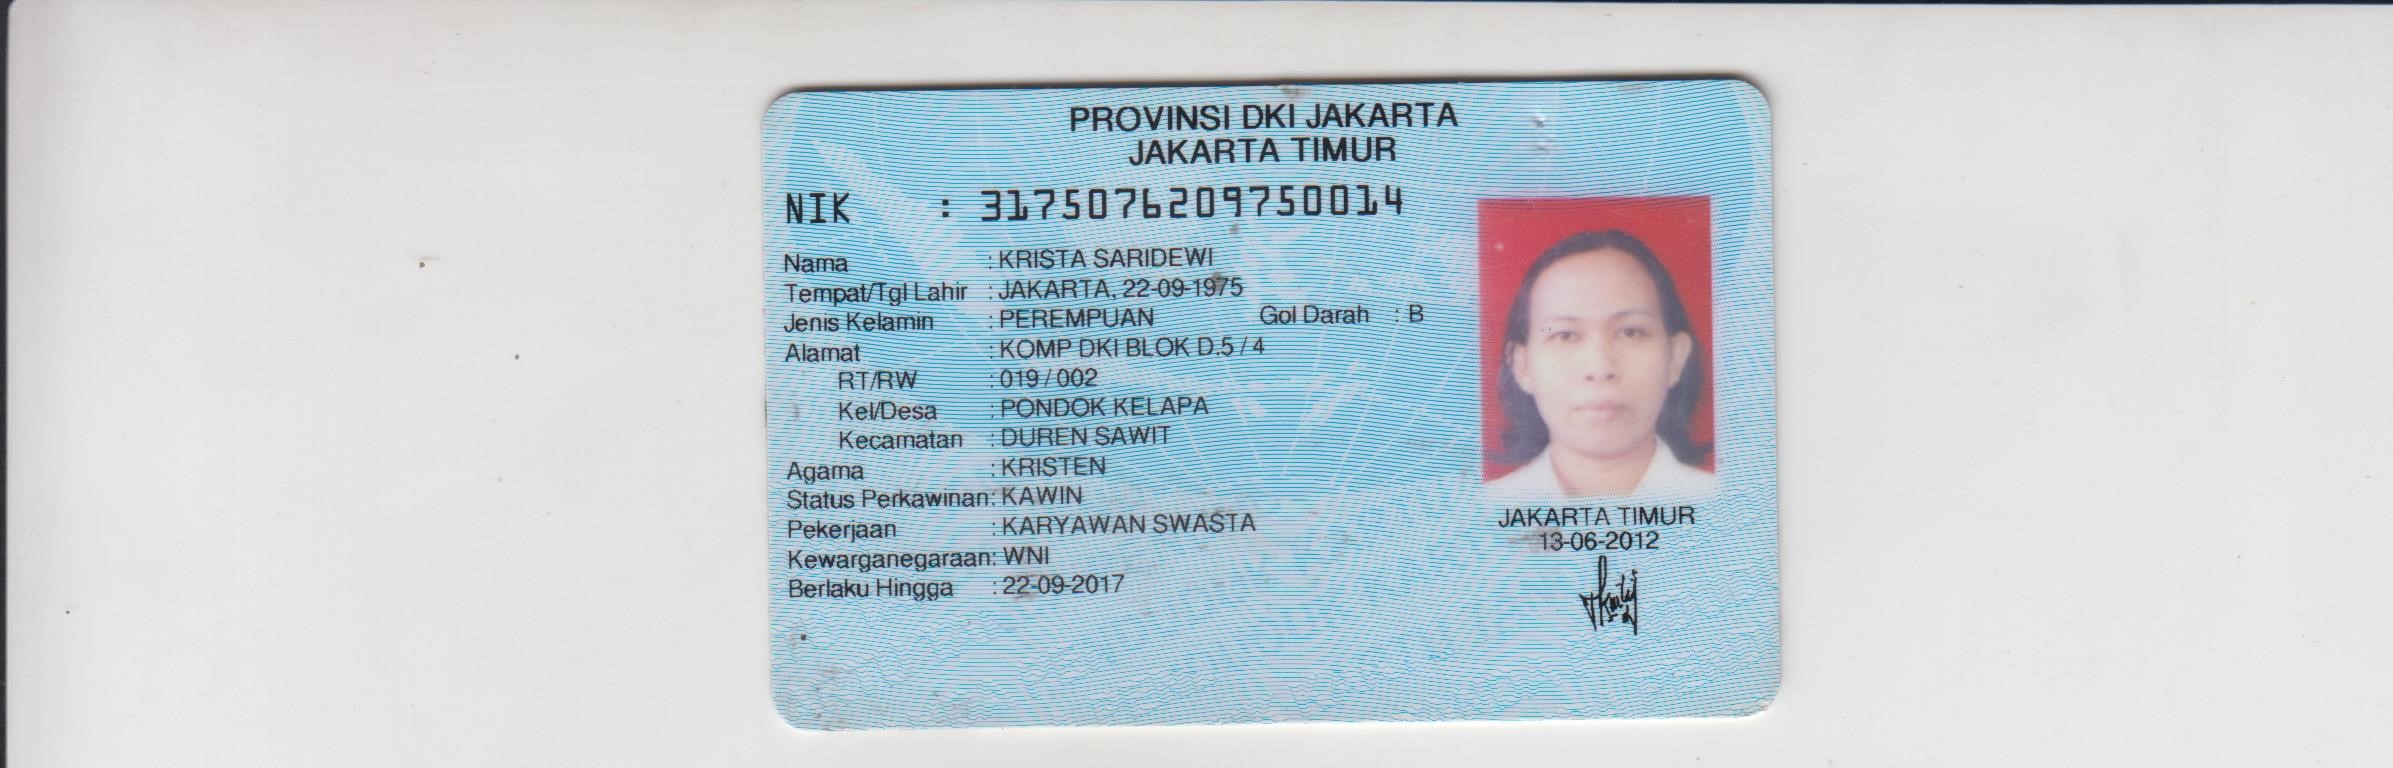 PROVINSI DKI JAKARTA
JAKARTA TIMUR
NIK : 3175076209750014
Nama : KRISTA SARIDEWI
Tempat/Tgl Lahir : JAKARTA, 22-09-1975
Jenis Kelamin : PEREMPUAN Gol Darah : B
Alamat : KOMP DKI BLOK D.5 / 4
RT/RW : 019 / 002
Kel/Desa : PONDOK KELAPA
Kecamatan : DUREN SAWIT
Agama : KRISTEN
Status Perkawinan: KAWIN
Pekerjaan : KARYAWAN SWASTA
Kewarganegaraan: WNI
Berlaku Hingga : 22-09-2017
JAKARTA TIMUR
13-06-2012